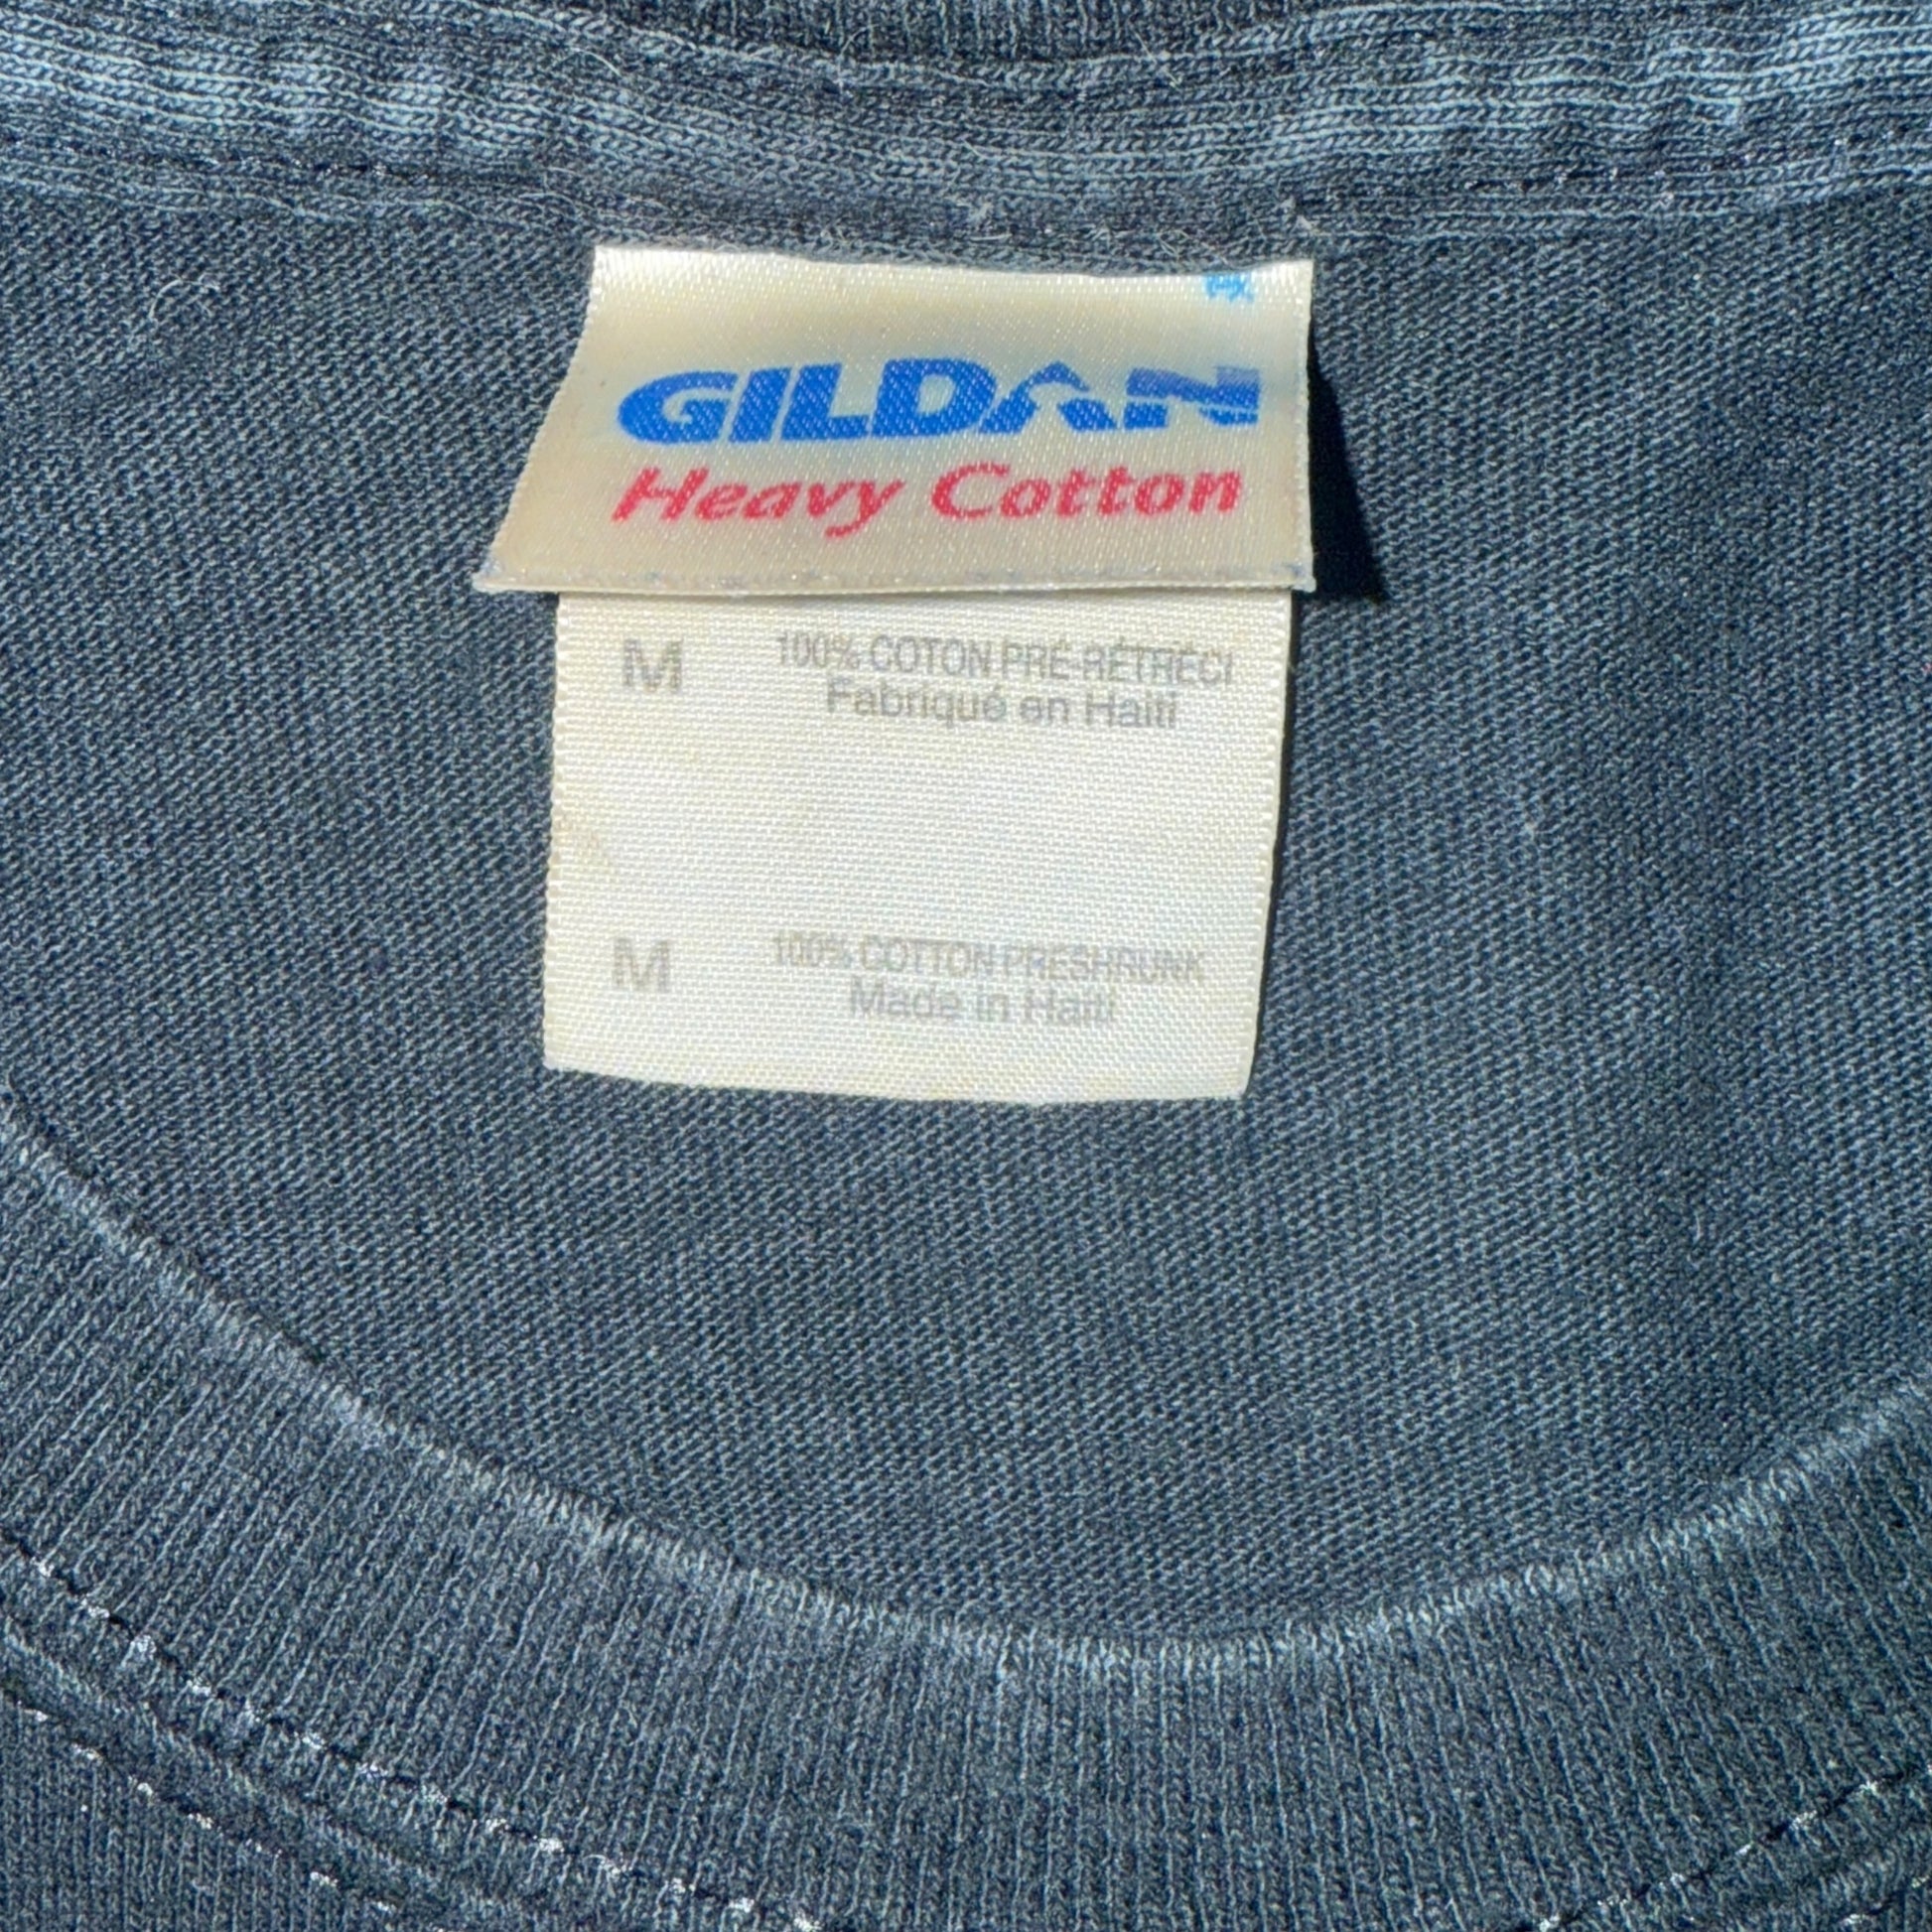 GILDAN
Heavy Cotton
M 100% COTON PRÉ-RÉTRÉCI
Fabriqué en Haïti
M 100% COTTON PRESHRUNK
Made in Haiti